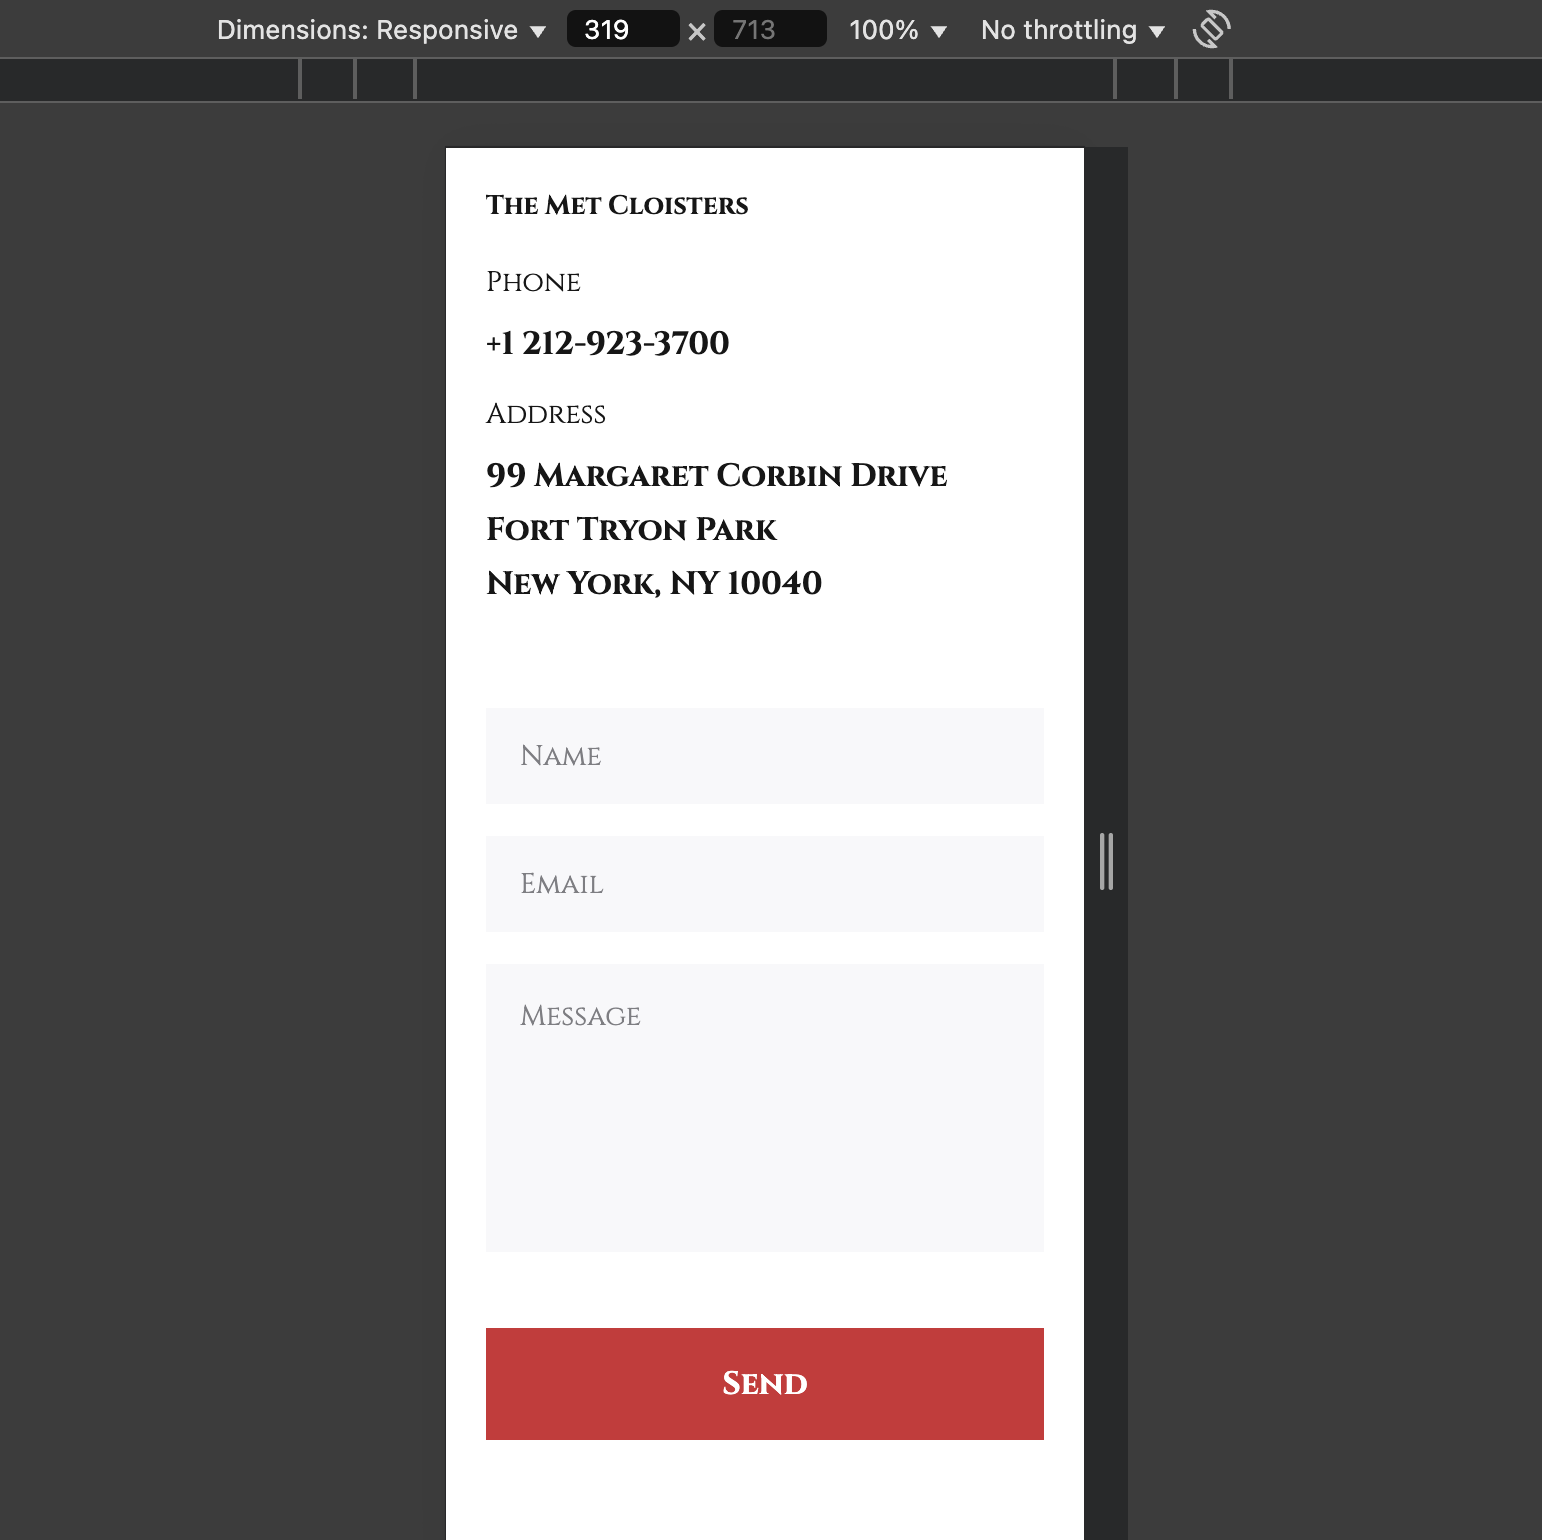 Dimensions: Responsive ▼ 319 × 713 100% ▼ No throttling ▼
The Met Cloisters
Phone
+1 212-923-3700
Address
99 Margaret Corbin Drive
Fort Tryon Park
New York, NY 10040
Name
Email
Message
Send